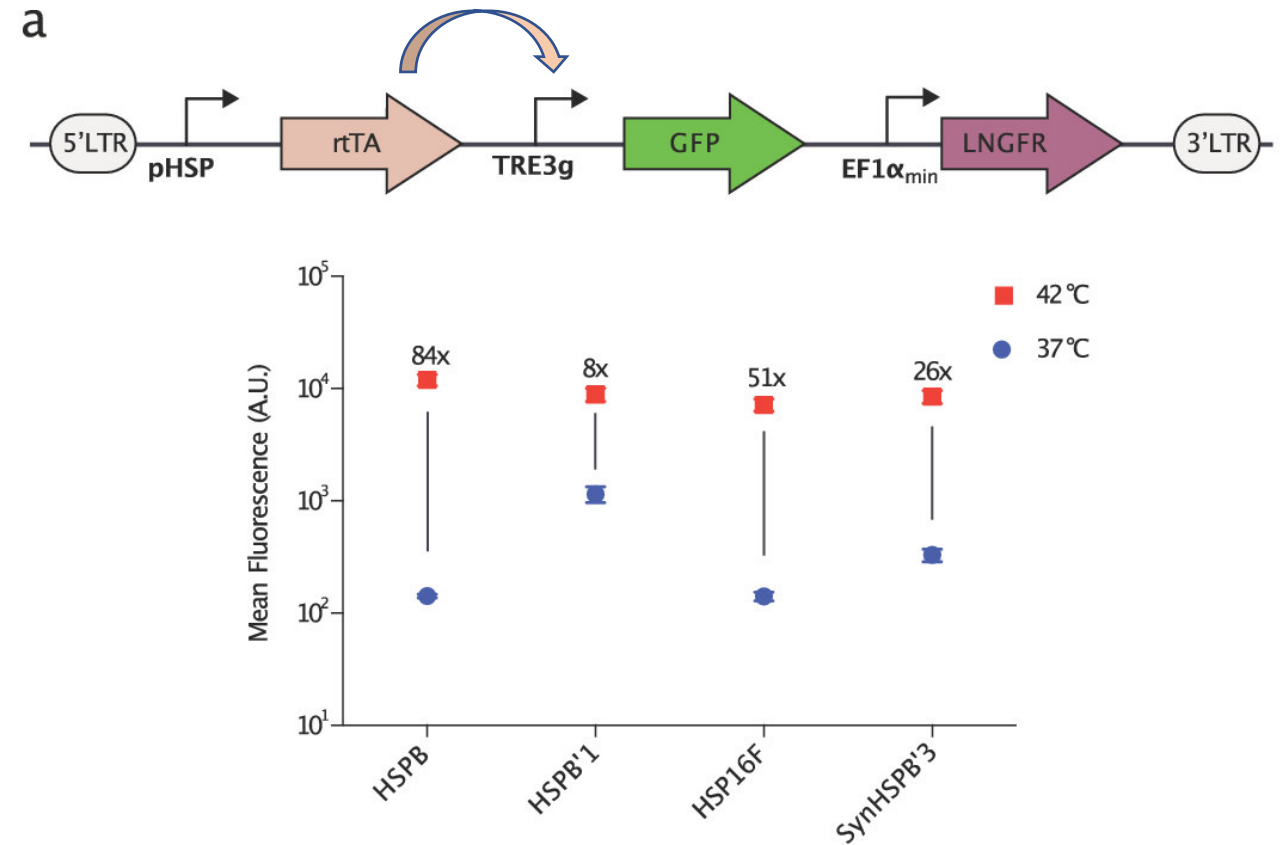 a
5'LTR
pHSP
rtTA
TRE3g
GFP
EF1αmin
LNGFR
3'LTR
Mean Fluorescence (A.U.)
10⁵
10⁴
10³
10²
10¹
84x
8x
51x
26x
42°C
37°C
HSPB
HSPB'1
HSP16F
SynHSPB'3